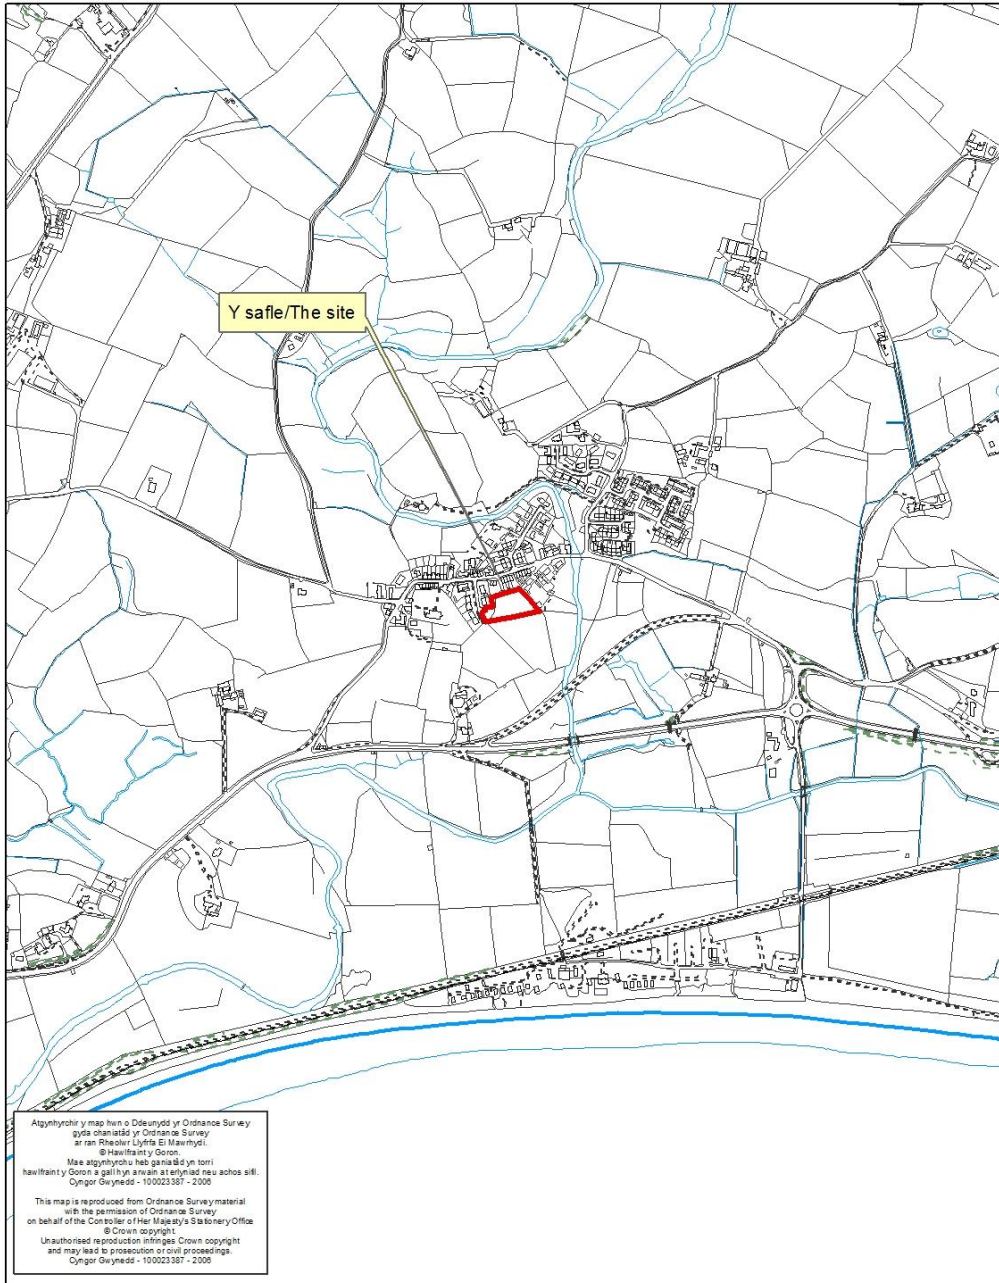 Y safle/The site
Atgynhyrchir y map hwn o Ddeunydd yr Ordnance Survey
gyda chaniatâd yr Ordnance Survey
ar ran Rheolwr Llyfrfa Ei Mawrhydi.
© Hawlfraint y Goron.
Mae atgynhyrchu heb ganiatâd yn torri
hawlfraint y Goron a gall hyn arwain at erlyniad neu achos sifil.
Cyngor Gwynedd - 100023387 - 2006
This map is reproduced from Ordnance Survey material
with the permission of Ordnance Survey
on behalf of the Controller of Her Majesty's Stationery Office
© Crown copyright.
Unauthorised reproduction infringes Crown copyright
and may lead to prosecution or civil proceedings.
Cyngor Gwynedd - 100023387 - 2006